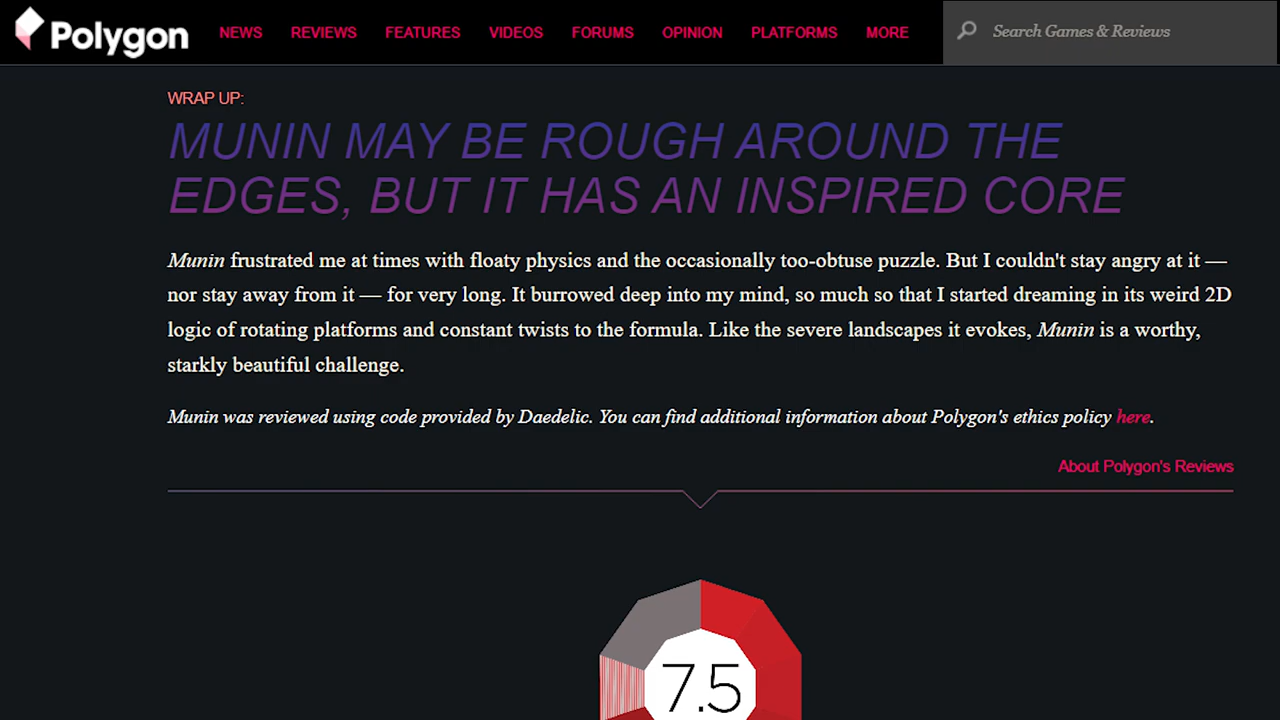 Polygon NEWS REVIEWS FEATURES VIDEOS FORUMS OPINION PLATFORMS MORE Search Games & Reviews
WRAP UP:
MUNIN MAY BE ROUGH AROUND THE
EDGES, BUT IT HAS AN INSPIRED CORE
Munin frustrated me at times with floaty physics and the occasionally too-obtuse puzzle. But I couldn't stay angry at it —
nor stay away from it — for very long. It burrowed deep into my mind, so much so that I started dreaming in its weird 2D
logic of rotating platforms and constant twists to the formula. Like the severe landscapes it evokes, Munin is a worthy,
starkly beautiful challenge.
Munin was reviewed using code provided by Daedelic. You can find additional information about Polygon's ethics policy here.
About Polygon's Reviews
7.5